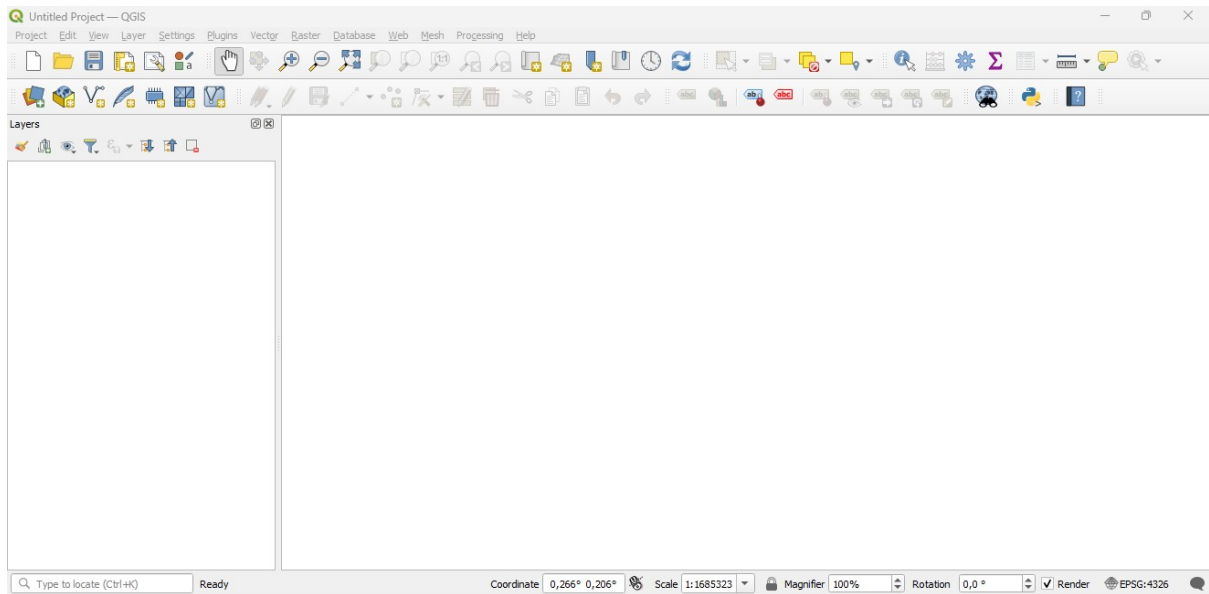 Untitled Project — QGIS
Project Edit View Layer Settings Plugins Vector Raster Database Web Mesh Processing Help
Layers
Type to locate (Ctrl+K) Ready Coordinate 0,266° 0,206° Scale 1:1685323 Magnifier 100% Rotation 0,0 ° Render EPSG:4326